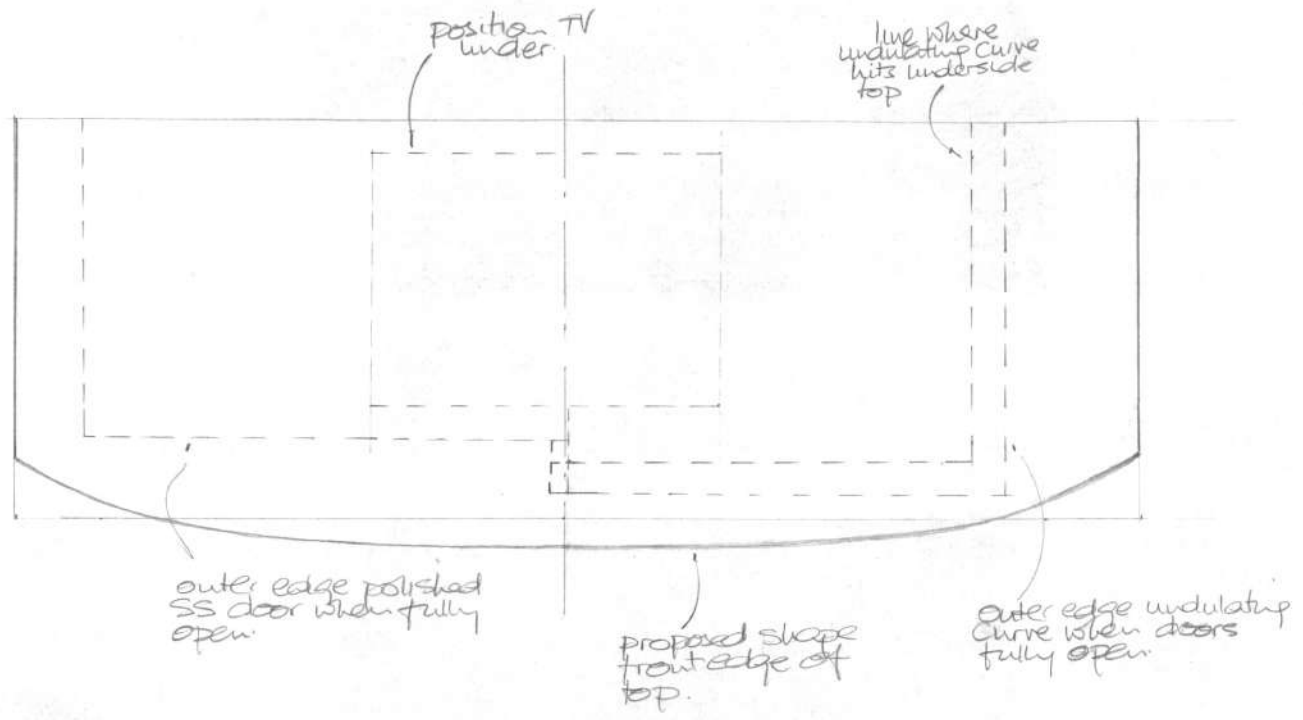 position TV
under.
line where
undulating curve
hits underside
top
outer edge polished
SS door when fully
open.
proposed shape
front edge of
top.
outer edge undulating
curve when doors
fully open.